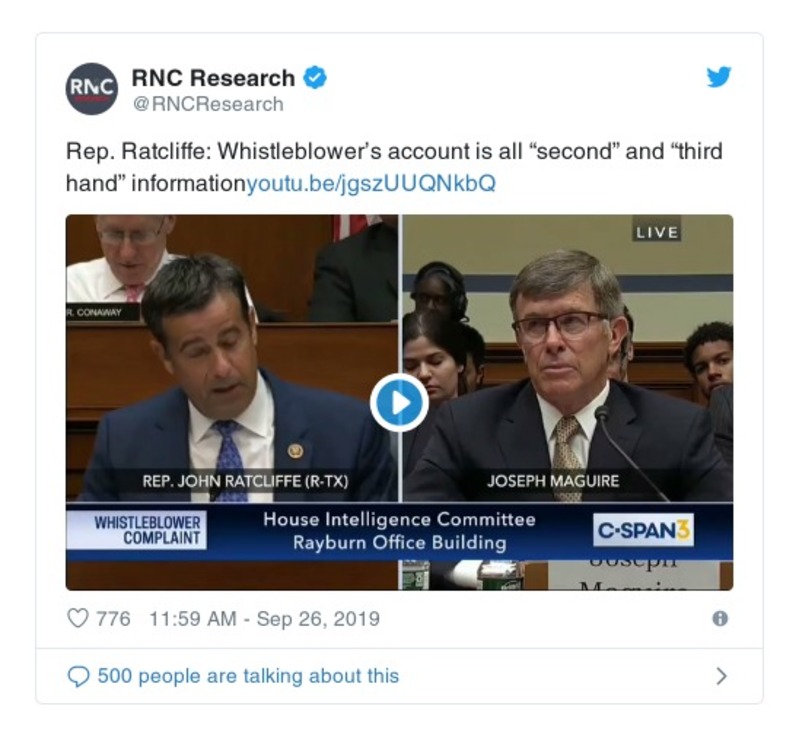 RNC
RNC Research
@RNCResearch
Rep. Ratcliffe: Whistleblower’s account is all “second” and “third
hand” informationyoutu.be/jgszUUQNkbQ
LIVE
R. CONAWAY
REP. JOHN RATCLIFFE (R-TX)
JOSEPH MAGUIRE
WHISTLEBLOWER
COMPLAINT
House Intelligence Committee
Rayburn Office Building
C·SPAN3
Joseph
Maguire
776 11:59 AM - Sep 26, 2019
500 people are talking about this